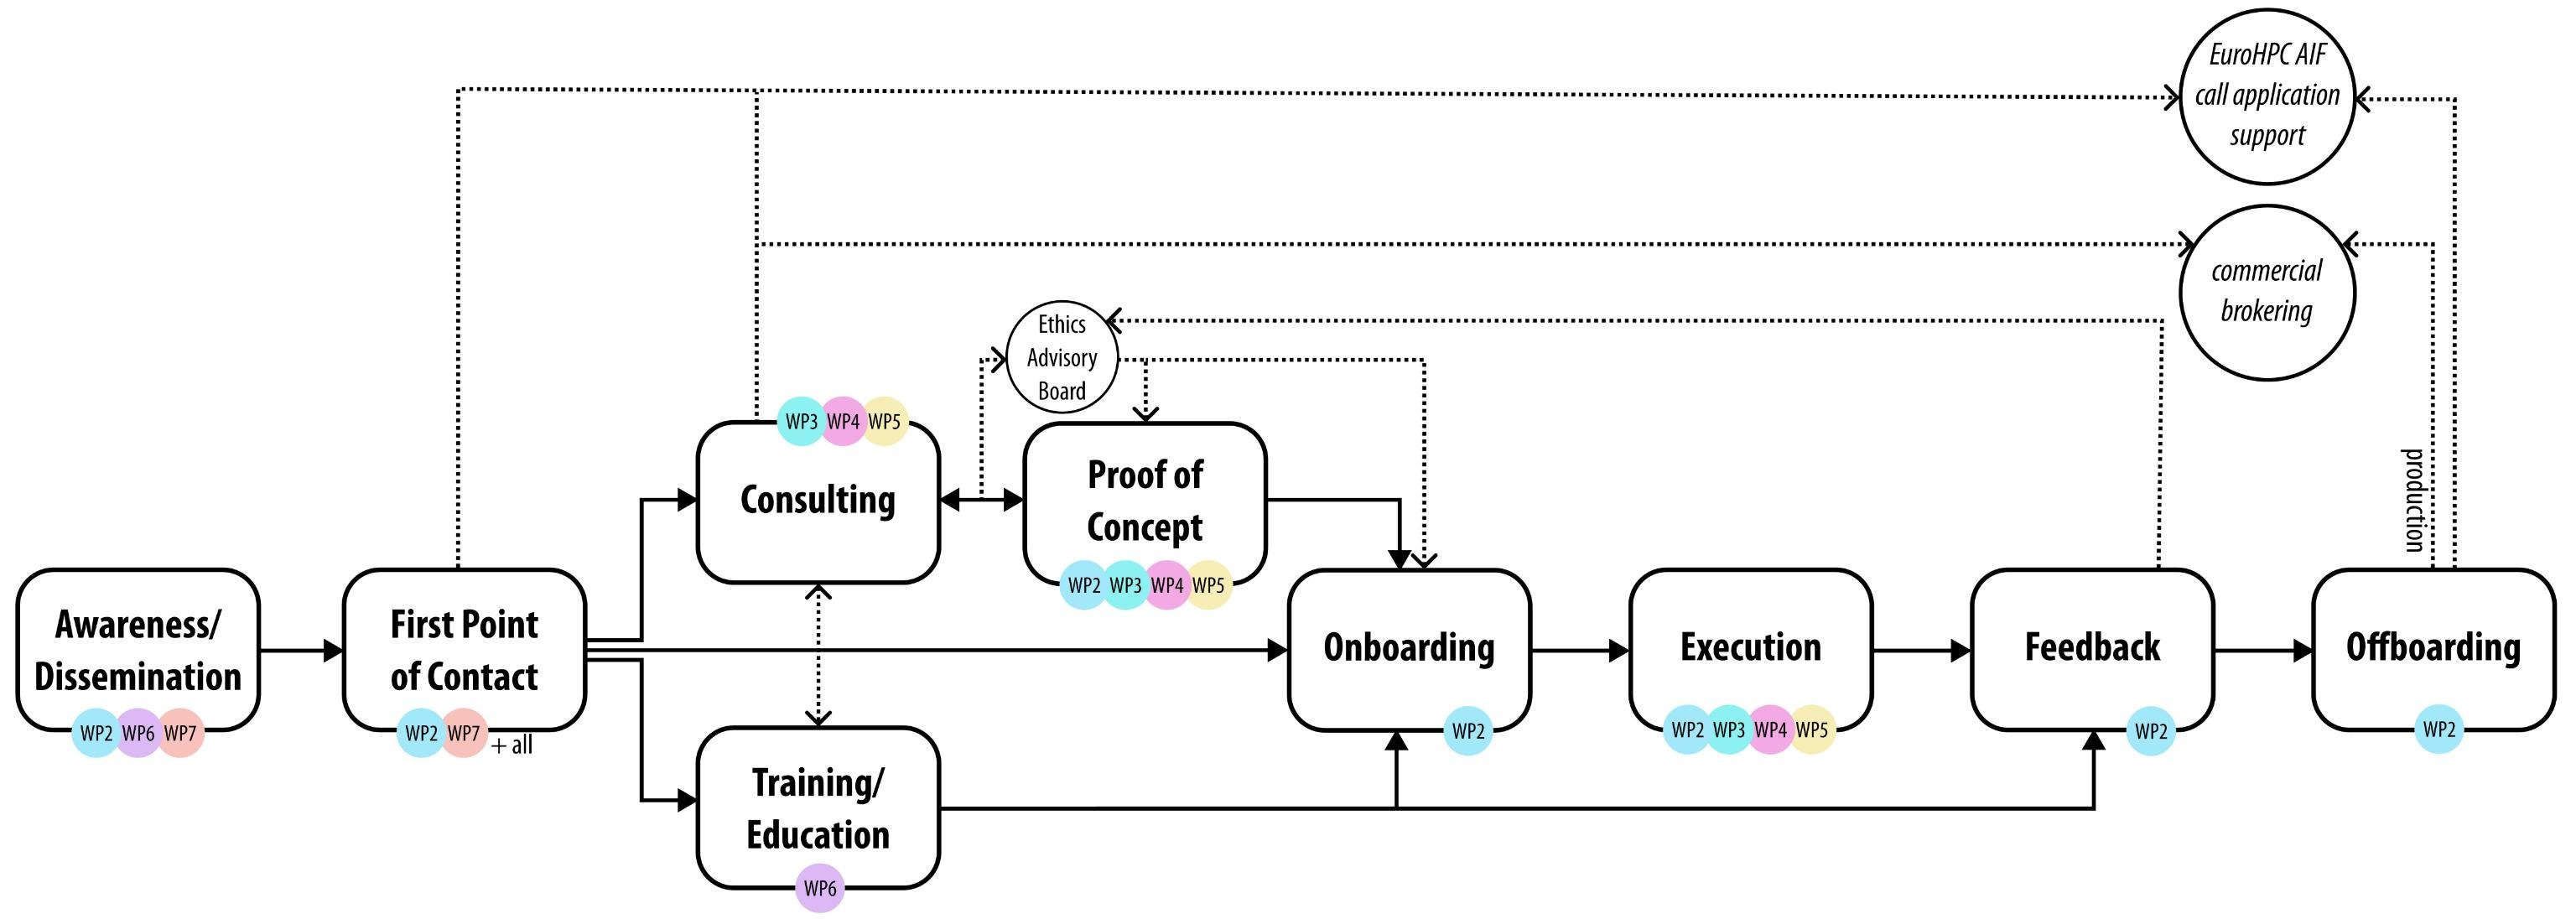 EuroHPC AIF
call application
support
commercial
brokering
Ethics
Advisory
Board
production
WP3 WP4 WP5
Consulting
Proof of
Concept
WP2 WP3 WP4 WP5
Awareness/
Dissemination
WP2 WP6 WP7
First Point
of Contact
WP2 WP7 + all
Onboarding
WP2
Execution
WP2 WP3 WP4 WP5
Feedback
WP2
Offboarding
WP2
Training/
Education
WP6